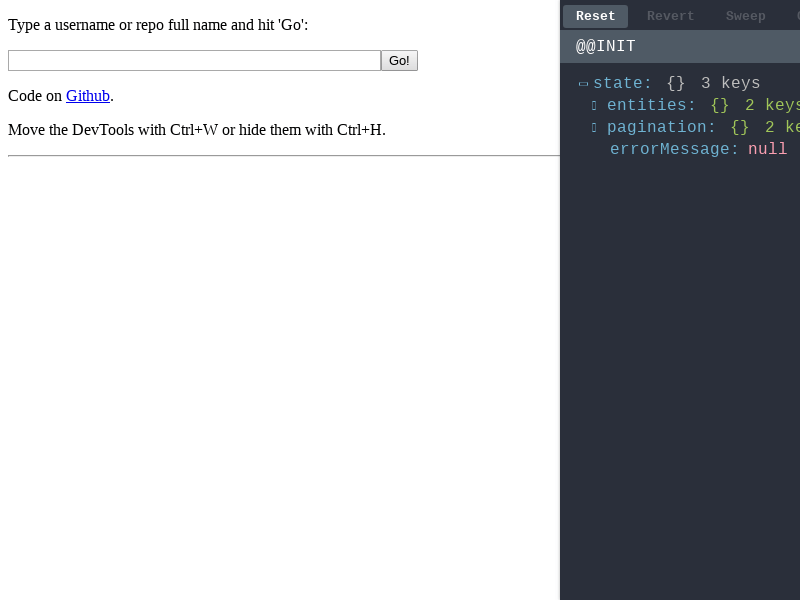 Type a username or repo full name and hit 'Go':
Go!
Code on Github.
Move the DevTools with Ctrl+W or hide them with Ctrl+H.
Reset Revert Sweep
@@INIT
state: {} 3 keys
entities: {} 2 keys
pagination: {} 2 ke
errorMessage: null